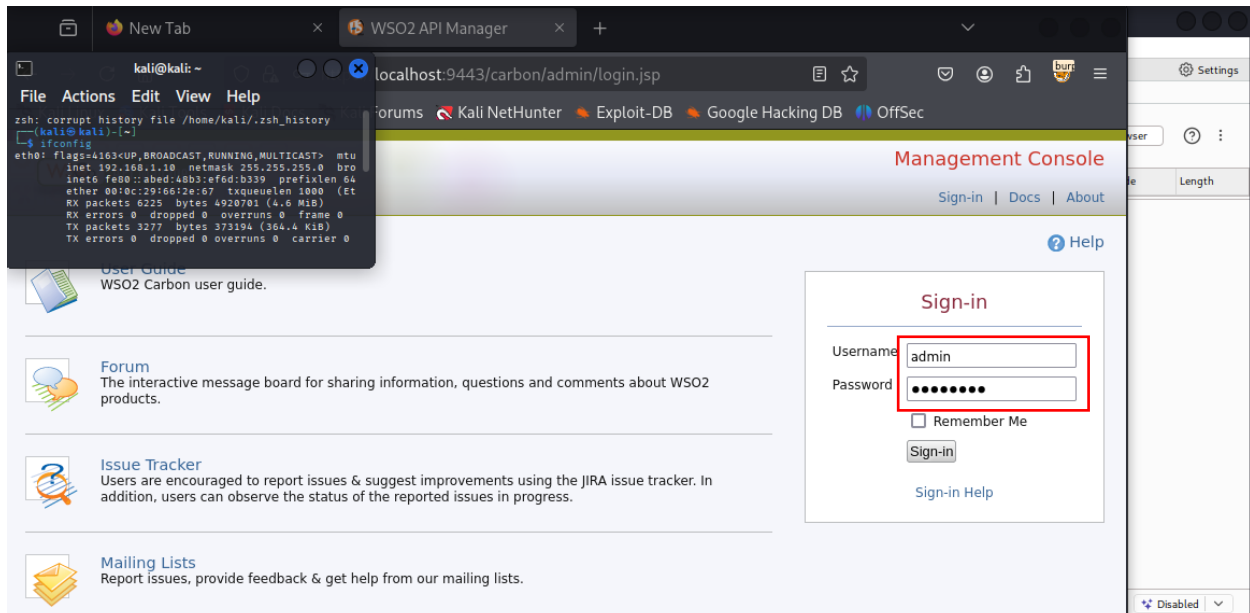 New Tab
WSO2 API Manager
localhost:9443/carbon/admin/login.jsp
Settings
kali@kali: ~
File Actions Edit View Help
zsh: corrupt history file /home/kali/.zsh_history
(kali㉿kali)-[~]
$ ifconfig
eth0: flags=4163<UP,BROADCAST,RUNNING,MULTICAST> mtu
inet 192.168.1.10 netmask 255.255.255.0 bro
inet6 fe80::abed:48b3:ef6d:b339 prefixlen 64
ether 00:0c:29:66:2e:67 txqueuelen 1000 (Et
RX packets 6225 bytes 4920701 (4.6 MiB)
RX errors 0 dropped 0 overruns 0 frame 0
TX packets 3277 bytes 373194 (364.4 KiB)
TX errors 0 dropped 0 overruns 0 carrier 0
Forums Kali NetHunter Exploit-DB Google Hacking DB OffSec
Length
Management Console
Sign-in | Docs | About
Help
User Guide
WSO2 Carbon user guide.
Forum
The interactive message board for sharing information, questions and comments about WSO2
products.
Issue Tracker
Users are encouraged to report issues & suggest improvements using the JIRA issue tracker. In
addition, users can observe the status of the reported issues in progress.
Mailing Lists
Report issues, provide feedback & get help from our mailing lists.
Sign-in
Username
admin
Password
Remember Me
Sign-in
Sign-in Help
Disabled